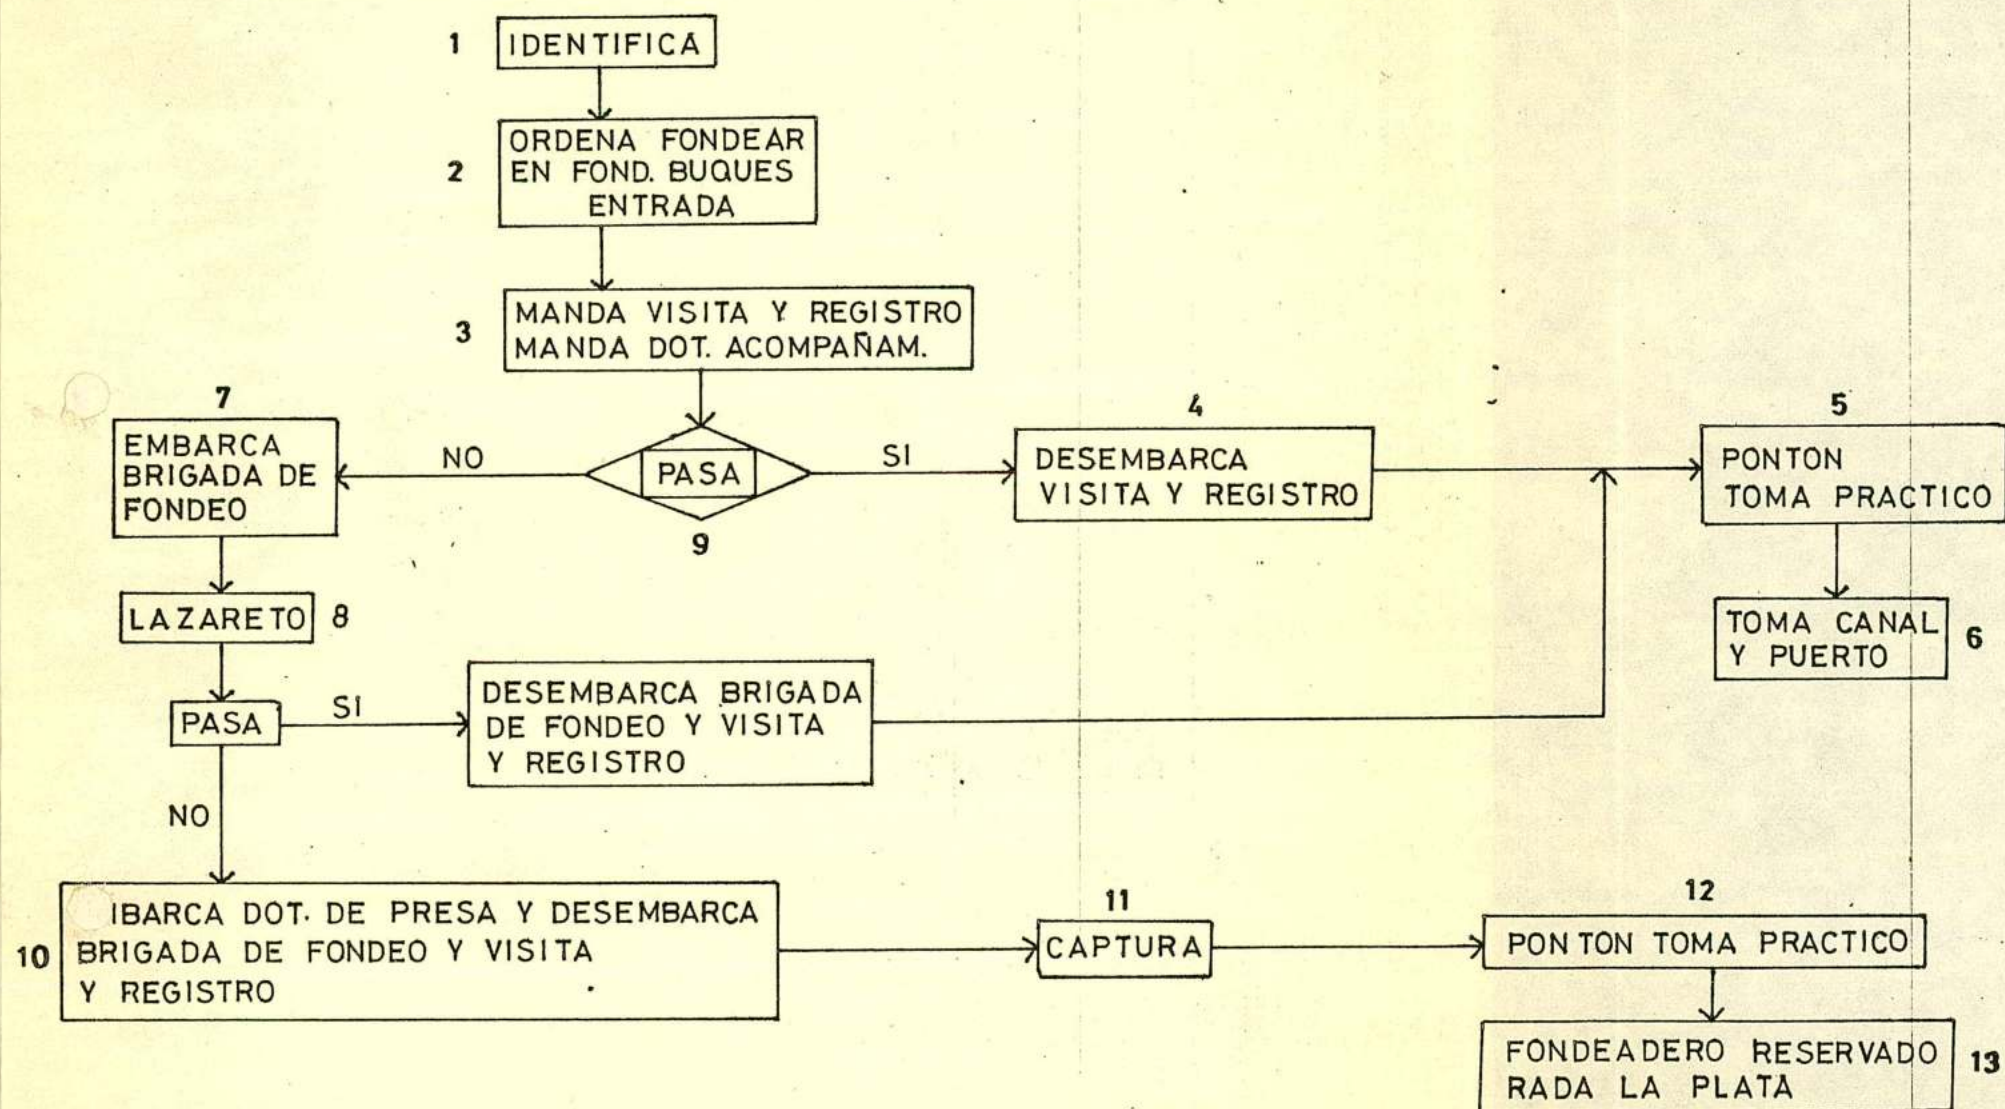 1
IDENTIFICA
2
ORDENA FONDEAR
EN FOND. BUQUES
ENTRADA
3
MANDA VISITA Y REGISTRO
MANDA DOT. ACOMPAÑAM.
7
EMBARCA
BRIGADA DE
FONDEO
NO
PASA
9
SI
4
DESEMBARCA
VISITA Y REGISTRO
5
PONTON
TOMA PRACTICO
TOMA CANAL
Y PUERTO
6
LAZARETO
8
PASA
SI
DESEMBARCA BRIGADA
DE FONDEO Y VISITA
Y REGISTRO
NO
10
IBARCA DOT. DE PRESA Y DESEMBARCA
BRIGADA DE FONDEO Y VISITA
Y REGISTRO
11
CAPTURA
12
PONTON TOMA PRACTICO
FONDEADERO RESERVADO
RADA LA PLATA
13